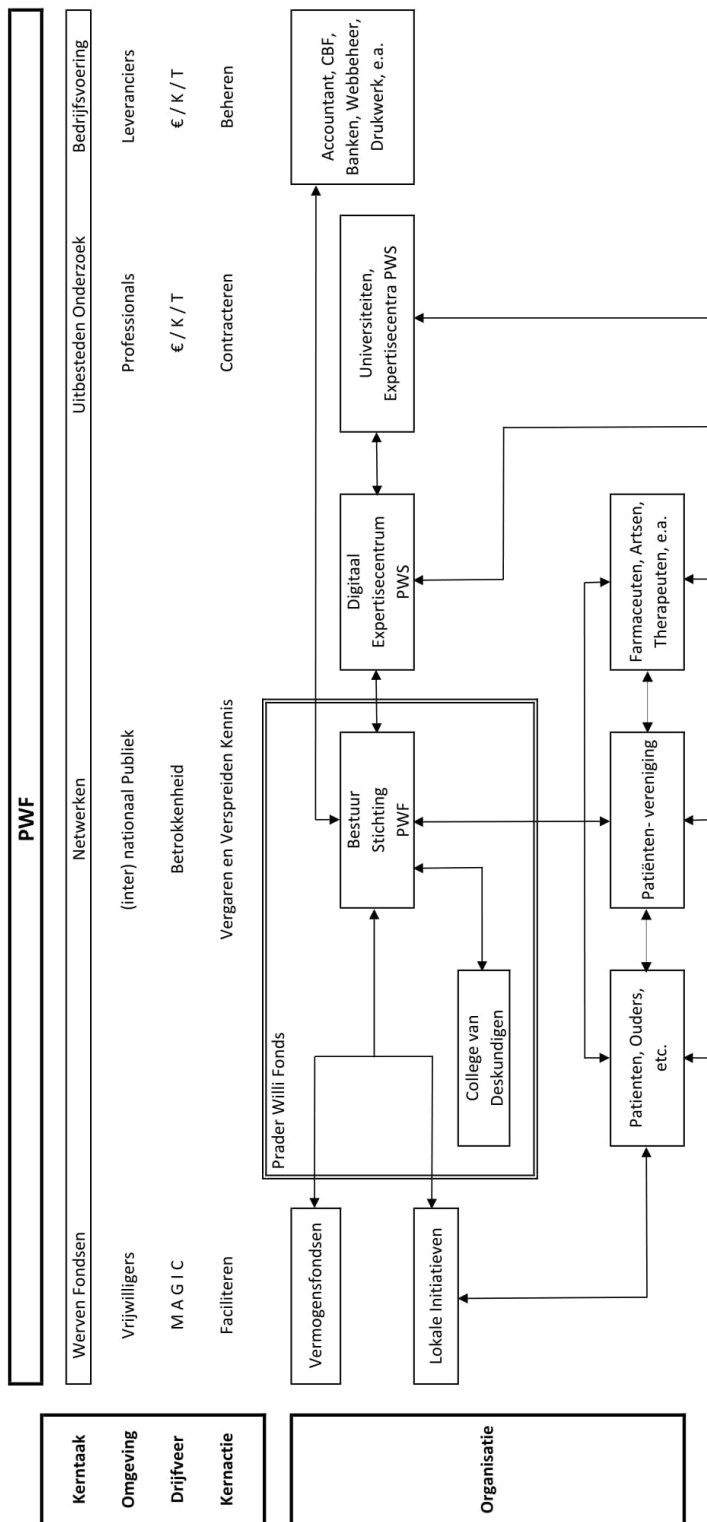 PWF
Kerntaak
Werven Fondsen
Netwerken
Uitbesteden Onderzoek
Bedrijfsvoering
Omgeving
Vrijwilligers
(inter) nationaal Publiek
Professionals
Leveranciers
Drijfveer
M A G I C
Betrokkenheid
€ / K / T
€ / K / T
Kernactie
Faciliteren
Vergaren en Verspreiden Kennis
Contracteren
Beheren
Organisatie
Prader Willi Fonds
Vermogensfondsen
Lokale Initiatieven
College van
Deskundigen
Bestuur
Stichting
PWF
Digitaal
Expertisecentrum
PWS
Universiteiten,
Expertisecentra PWS
Accountant, CBF,
Banken, Webbeheer,
Drukwerk, e.a.
Patienten, Ouders,
etc.
Patiënten- vereniging
Farmaceuten, Artsen,
Therapeuten, e.a.